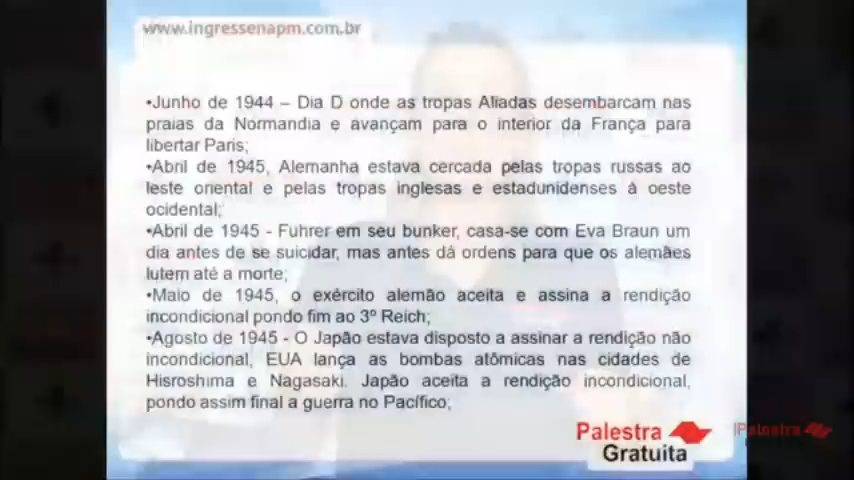 www.ingressenapm.com.br
•Junho de 1944 – Dia D onde as tropas Aliadas desembarcam nas
praias da Normandia e avançam para o interior da França para
libertar Paris;
•Abril de 1945, Alemanha estava cercada pelas tropas russas ao
leste oriental e pelas tropas inglesas e estadunidenses à oeste
ocidental;
•Abril de 1945 - Fuhrer em seu bunker, casa-se com Eva Braun um
dia antes de se suicidar, mas antes dá ordens para que os alemães
lutem até a morte;
•Maio de 1945, o exército alemão aceita e assina a rendição
incondicional pondo fim ao 3º Reich;
•Agosto de 1945 - O Japão estava disposto a assinar a rendição não
incondicional, EUA lança as bombas atômicas nas cidades de
Hisroshima e Nagasaki. Japão aceita a rendição incondicional,
pondo assim final a guerra no Pacífico;
Palestra
Gratuita
Palestra